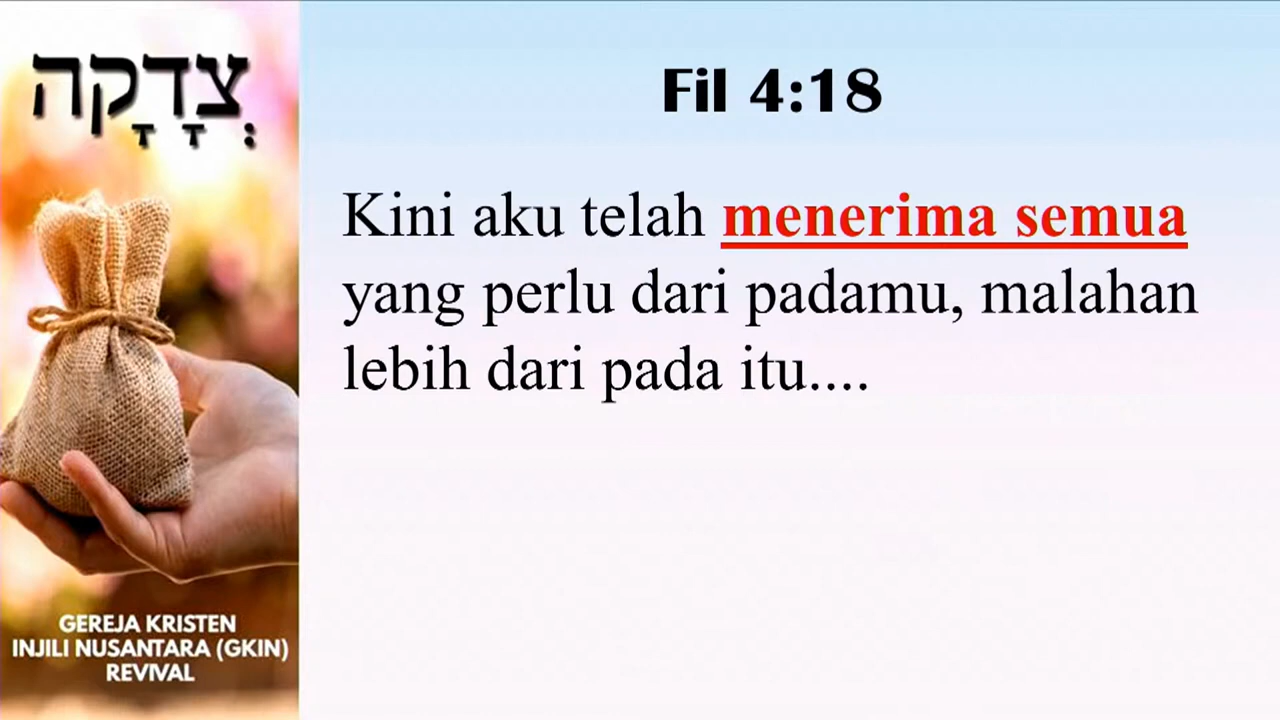 צְדָקָה
Fil 4:18
Kini aku telah menerima semua
yang perlu dari padamu, malahan
lebih dari pada itu....
GEREJA KRISTEN
INJILI NUSANTARA (GKIN)
REVIVAL